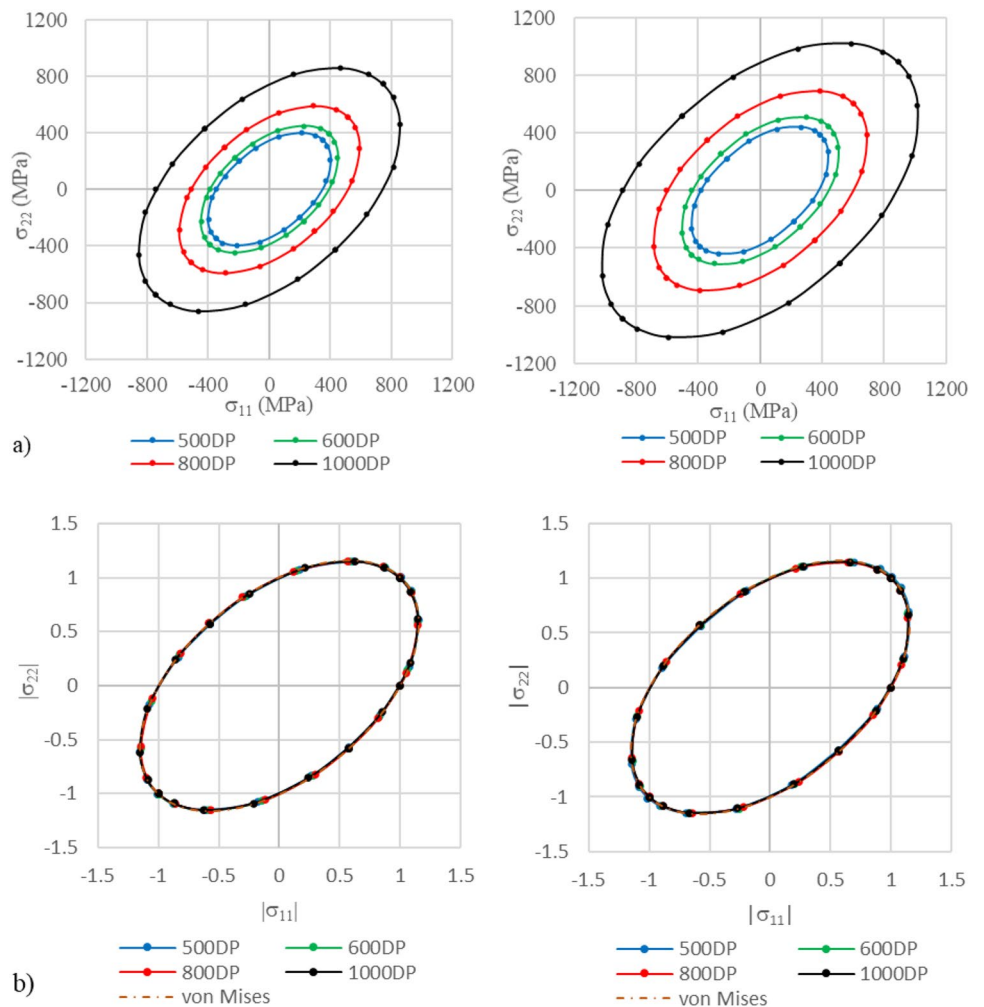 1200
800
400
0
-400
-800
-1200
σ22 (MPa)
-1200 -800 -400 0 400 800 1200
σ11 (MPa)
500DP 600DP
800DP 1000DP
1200
800
400
0
-400
-800
-1200
σ22 (MPa)
-1200 -800 -400 0 400 800 1200
σ11 (MPa)
500DP 600DP
800DP 1000DP
a)
1.5
1
0.5
0
-0.5
-1
-1.5
|σ22|
-1.5 -1 -0.5 0 0.5 1 1.5
|σ11|
500DP 600DP
800DP 1000DP
von Mises
1.5
1
0.5
0
-0.5
-1
-1.5
|σ22|
-1.5 -1 -0.5 0 0.5 1 1.5
|σ11|
500DP 600DP
800DP 1000DP
von Mises
b)